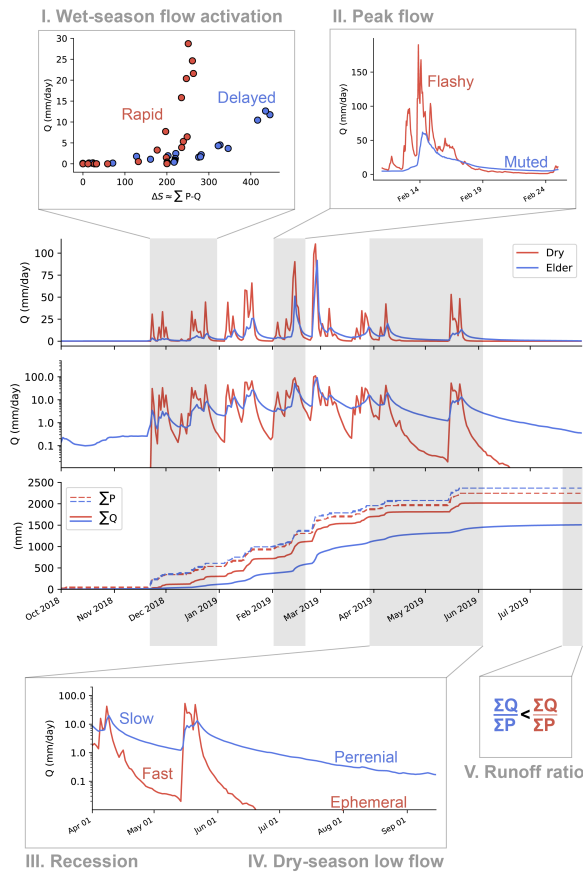 I. Wet-season flow activation
II. Peak flow
30
25
20
15
10
5
0
Q (mm/day)
Rapid
Delayed
0 100 200 300 400
ΔS ≈ ∑ P-Q
150
100
50
0
Q (mm/day)
Flashy
Muted
Feb 14 Feb 19 Feb 24
100
75
50
25
0
Q (mm/day)
Dry
Elder
100.0
10.0
1.0
0.1
Q (mm/day)
2500
2000
1500
1000
500
0
(mm)
∑P
∑Q
Oct 2018 Nov 2018 Dec 2018 Jan 2019 Feb 2019 Mar 2019 Apr 2019 May 2019 Jun 2019 Jul 2019
100.0
10.0
1.0
0.1
Q (mm/day)
Slow
Fast
Perrenial
Ephemeral
Apr 01 May 01 Jun 01 Jul 01 Aug 01 Sep 01
ΣQ < ΣQ
ΣP ΣP
V. Runoff ratio
III. Recession
IV. Dry-season low flow